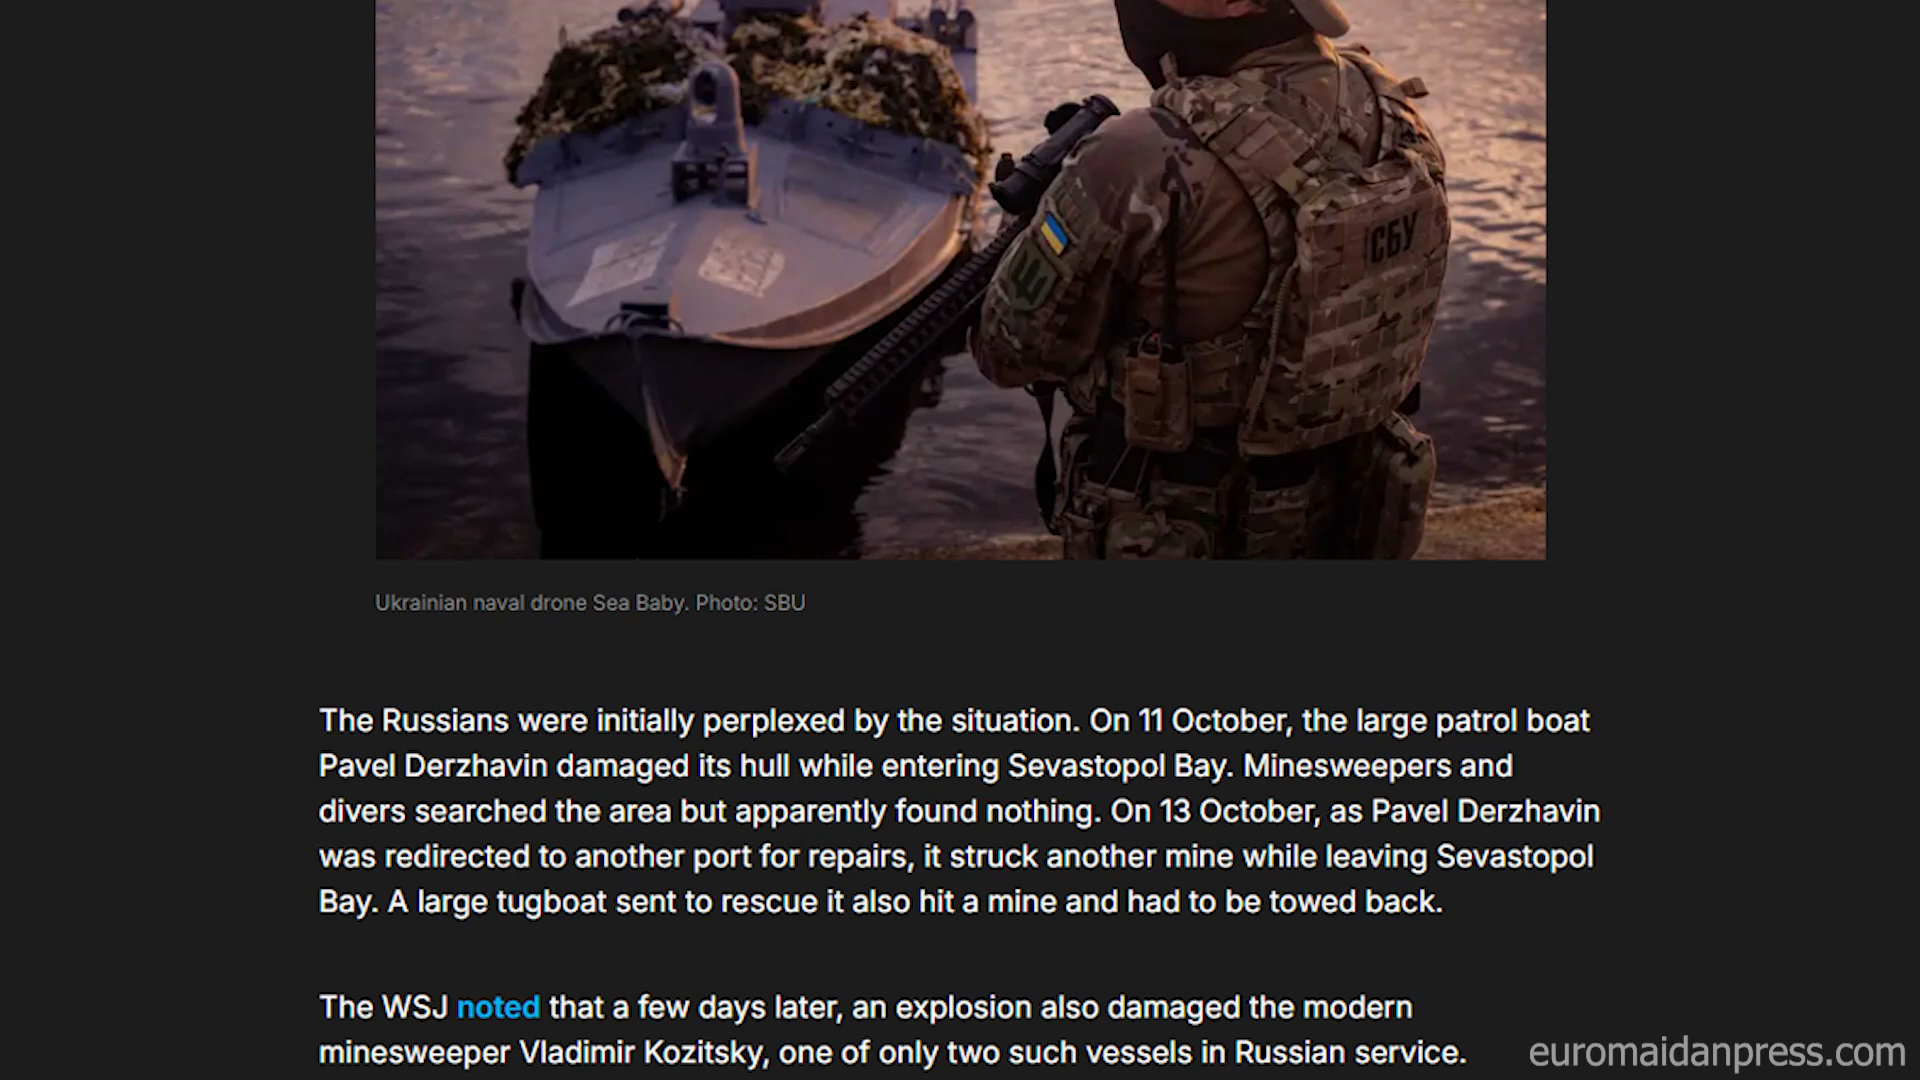 СБУ
Ukrainian naval drone Sea Baby. Photo: SBU
The Russians were initially perplexed by the situation. On 11 October, the large patrol boat
Pavel Derzhavin damaged its hull while entering Sevastopol Bay. Minesweepers and
divers searched the area but apparently found nothing. On 13 October, as Pavel Derzhavin
was redirected to another port for repairs, it struck another mine while leaving Sevastopol
Bay. A large tugboat sent to rescue it also hit a mine and had to be towed back.
The WSJ noted that a few days later, an explosion also damaged the modern
minesweeper Vladimir Kozitsky, one of only two such vessels in Russian service.
euromaidanpress.com